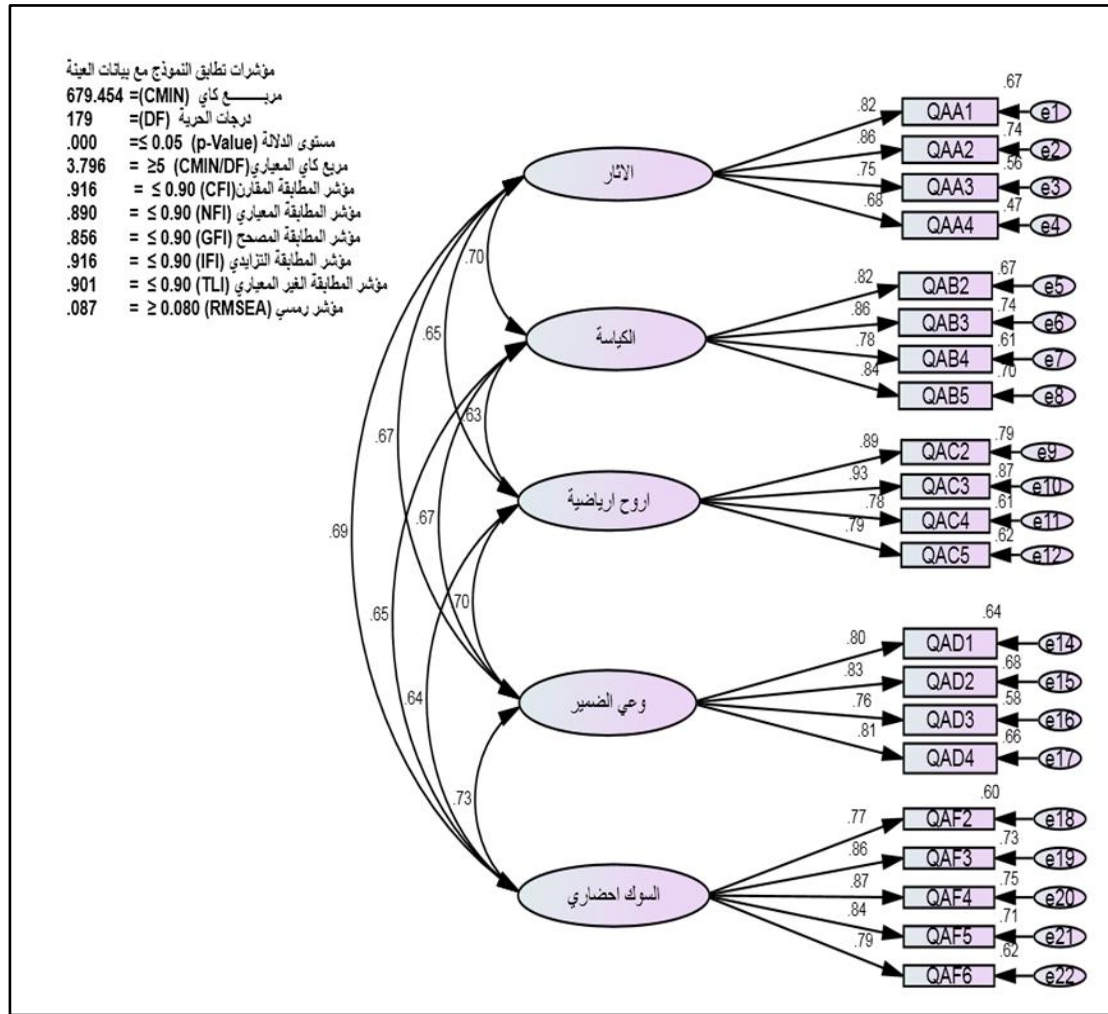 مؤشرات تطابق النموذج مع بيانات العينة
مربـــــــع كاي (CMIN)= 679.454
درجات الحرية (DF)= 179
مستوى الدلالة (p-Value) 0.05 ≥= .000
مربع كاي المعياري(CMIN/DF) 5≤ = 3.796
مؤشر المطابقة المقارن(CFI) 0.90 ≥ = .916
مؤشر المطابقة المعياري (NFI) 0.90 ≥ = .890
مؤشر المطابقة المصحح (GFI) 0.90 ≥ = .856
مؤشر المطابقة التزايدي (IFI) 0.90 ≥ = .916
مؤشر المطابقة الغير المعياري (TLI) 0.90 ≥ = .901
مؤشر رمسي (RMSEA) 0.080 ≤ = .087
الاثار
.67
.82 QAA1 e1
.74
.86 QAA2 e2
.56
.75 QAA3 e3
.47
.68 QAA4 e4
.70
الكياسة
.67
.82 QAB2 e5
.74
.86 QAB3 e6
.61
.78 QAB4 e7
.70
.84 QAB5 e8
.65
.63
.67
اروح ارياضية
.79
.89 QAC2 e9
.87
.93 QAC3 e10
.61
.78 QAC4 e11
.62
.79 QAC5 e12
.69
.67
.70
.65
.64
وعي الضمير
.64
.80 QAD1 e14
.68
.83 QAD2 e15
.58
.76 QAD3 e16
.66
.81 QAD4 e17
.73
السوك احضاري
.60
.77 QAF2 e18
.73
.86 QAF3 e19
.75
.87 QAF4 e20
.71
.84 QAF5 e21
.62
.79 QAF6 e22